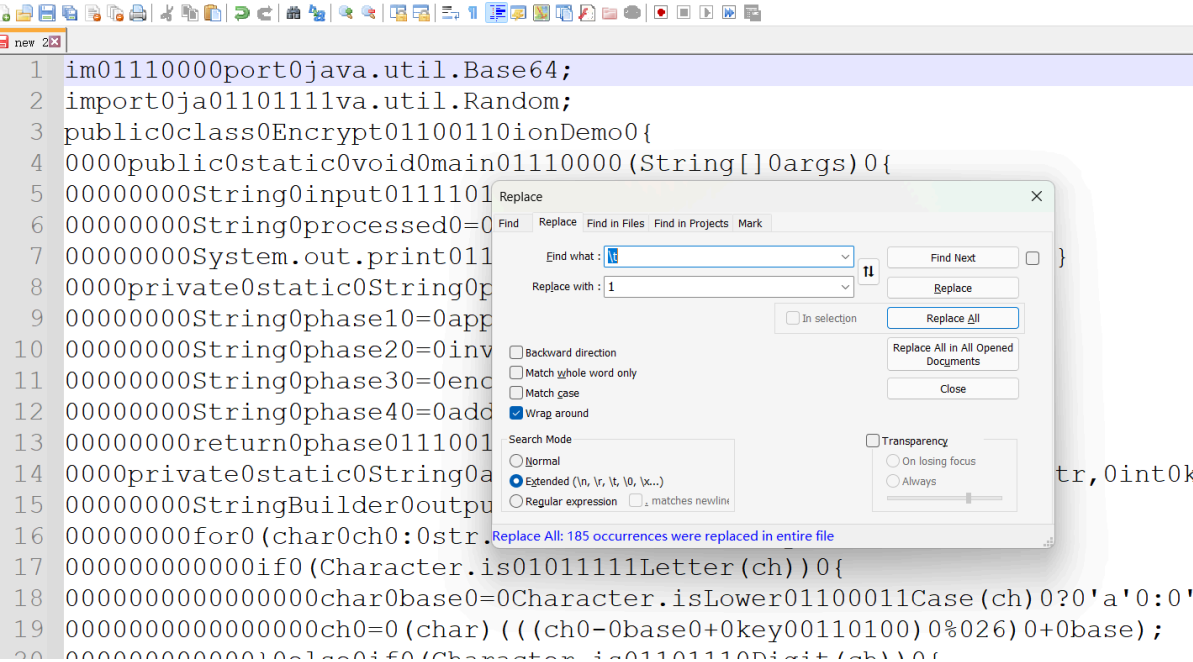 new 2
1 im01110000port0java.util.Base64;
2 import0ja01101111va.util.Random;
3 public0class0Encrypt01100110ionDemo0{
4 0000public0static0void0main01110000(String[]0args)0{
5 00000000String0input0111101
6 00000000String0processed0=0
7 00000000System.out.print011
}
8 0000private0static0String0p
9 00000000String0phase10=0app
10 00000000String0phase20=0inv
11 00000000String0phase30=0enc
12 00000000String0phase40=0add
13 00000000return0phase0111001
14 0000private0static0String0a
tr,0int0k
15 00000000StringBuilder0outpu
16 00000000for0(char0ch0:0str.
17 000000000000if0(Character.is01011111Letter(ch))0{
18 0000000000000000char0base0=0Character.isLower01100011Case(ch)0?0'a'0:0'
19 0000000000000000ch0=0(char)(((ch0-0base0+0key00110100)0%026)0+0base);
20 000000000000}0else0if0(Character.is01101110Digit(ch))0{
Replace
Find Replace Find in Files Find in Projects Mark
Find what : \t
Find Next
Replace with : 1
Replace
In selection
Replace All
Replace All in All Opened
Documents
Close
Backward direction
Match whole word only
Match case
Wrap around
Search Mode
Normal
Extended (\n, \r, \t, \0, \x...)
Regular expression
. matches newline
Transparency
On losing focus
Always
Replace All: 185 occurrences were replaced in entire file